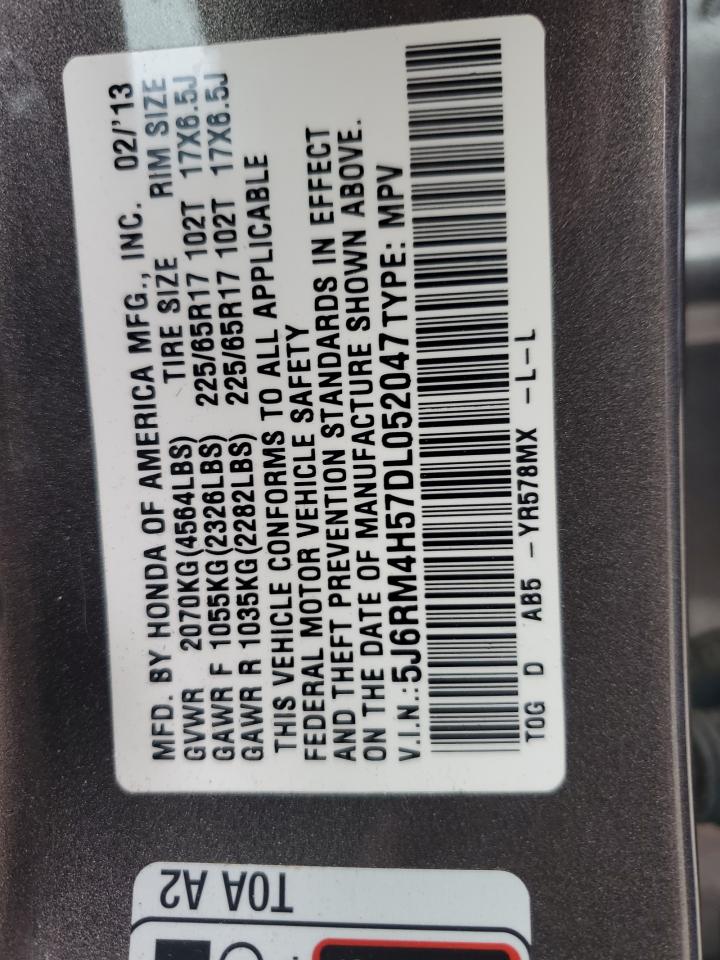 MFD. BY HONDA OF AMERICA MFG., INC. 02/'13
GVWR 2070KG(4564LBS) TIRE SIZE RIM SIZE
GAWR F 1055KG(2326LBS) 225/65R17 102T 17X6.5J
GAWR R 1035KG(2282LBS) 225/65R17 102T 17X6.5J
THIS VEHICLE CONFORMS TO ALL APPLICABLE
FEDERAL MOTOR VEHICLE SAFETY
AND THEFT PREVENTION STANDARDS IN EFFECT
ON THE DATE OF MANUFACTURE SHOWN ABOVE.
V.I.N.:5J6RM4H57DL052047 TYPE: MPV
T0G D AB5 -YR578MX -L-L
T0A A2